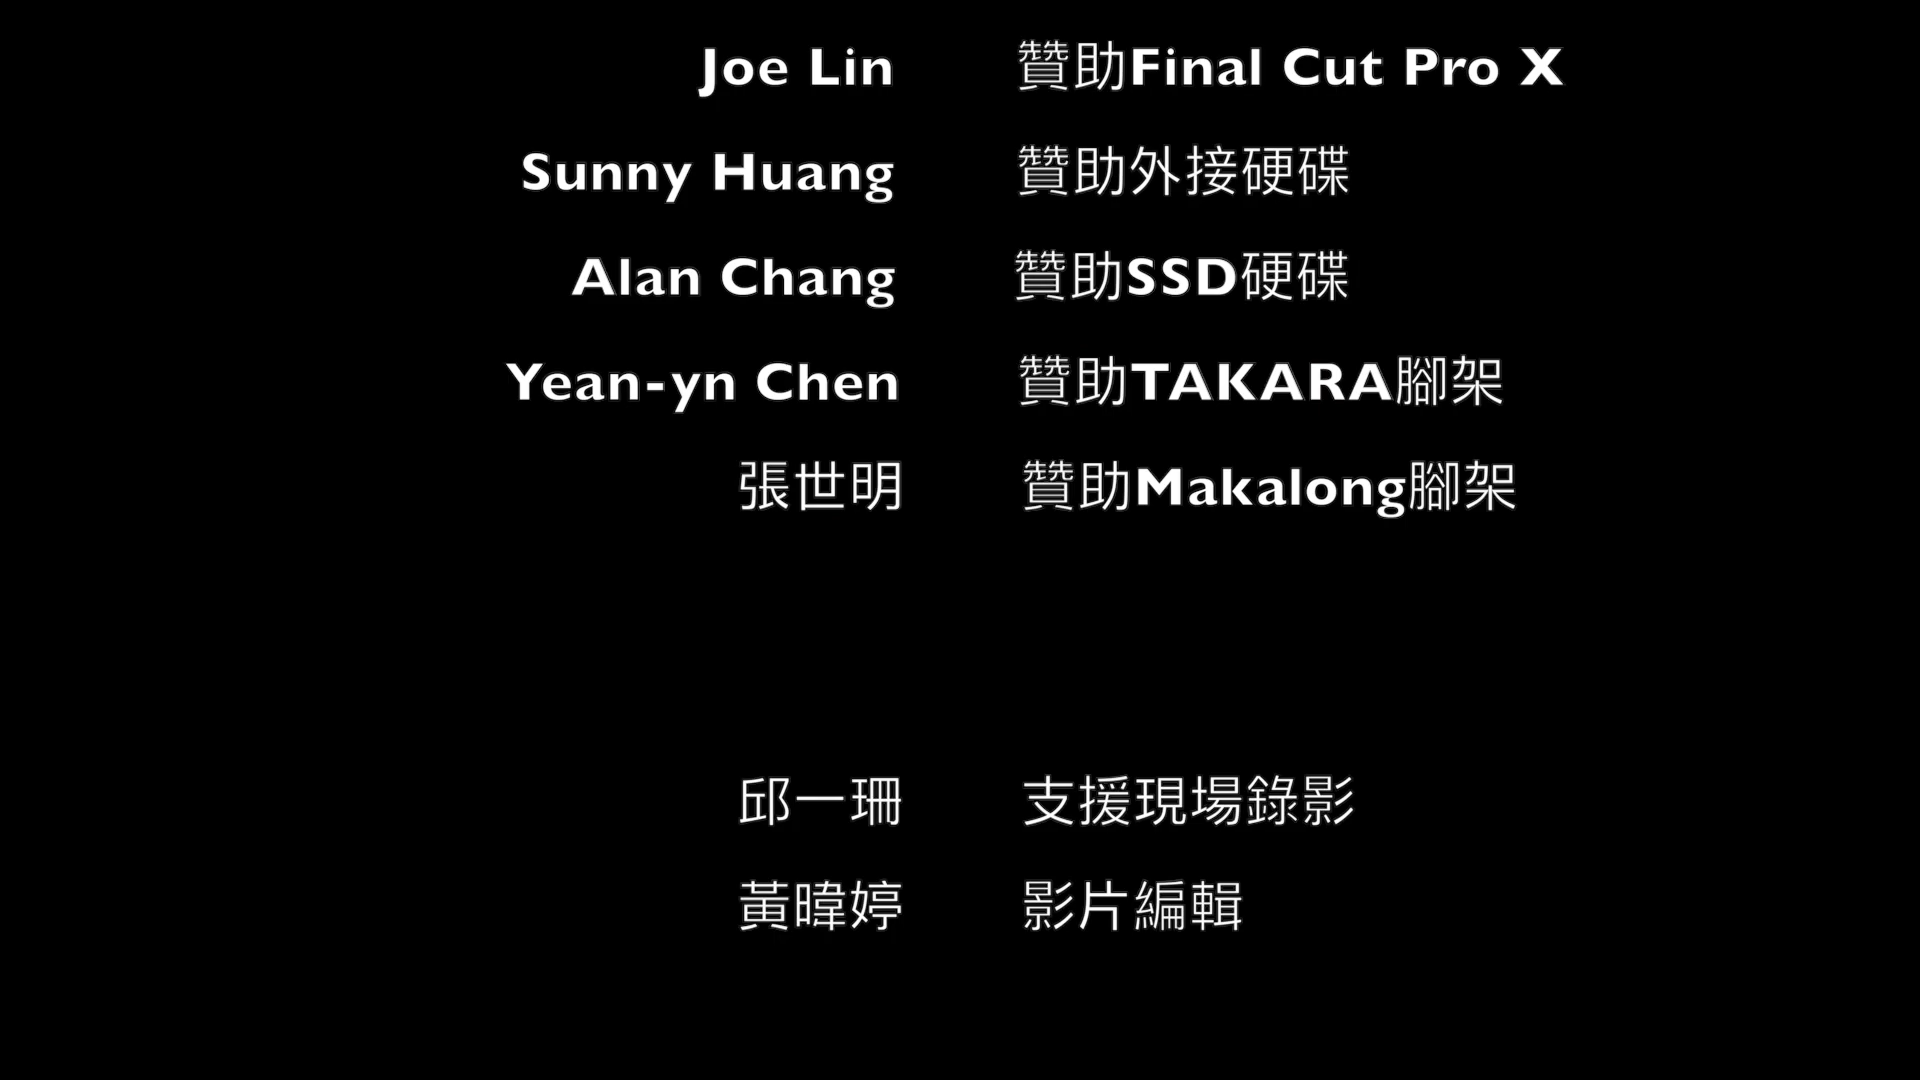 Joe Lin 贊助Final Cut Pro X
Sunny Huang 贊助外接硬碟
Alan Chang 贊助SSD硬碟
Yean-yn Chen 贊助TAKARA腳架
張世明 贊助Makalong腳架
邱一珊 支援現場錄影
黃暐婷 影片編輯